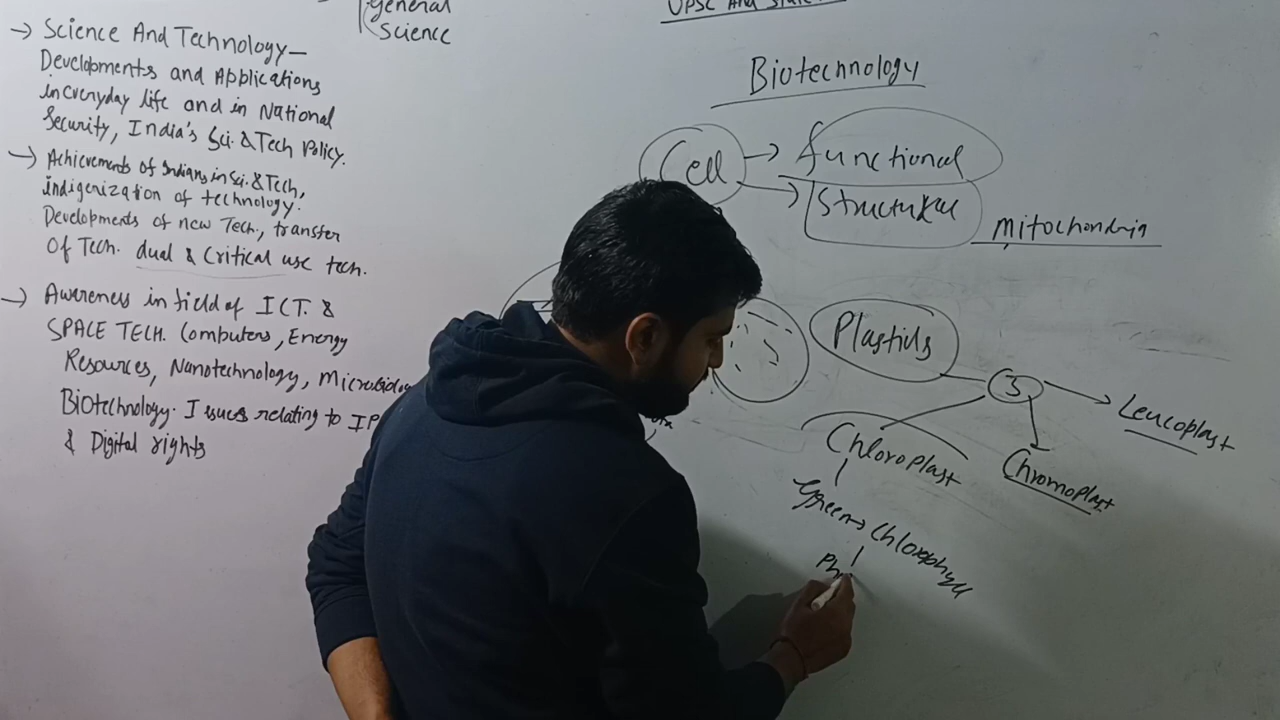 general
Science
→ Science And Technology—
Developments and Applications
in everyday life and in National
Security, India's Sci. & Tech Policy.
→ Achievements of Indians in Sci. & Tech,
indigenization of technology.
Developments of new Tech., transfer
Of Tech. dual & Critical use tech.
→ Awareness in field of ICT. &
SPACE TECH. Computers, Energy
Resources, Nanotechnology, Microbiolo
Biotechnology. Issues relating to IP
& Digital rights
UPSC And State
Biotechnology
Cell → functional
→ Structural
Mitochondria
Plastids
3
Leucoplast
Chloroplast
Chromoplast
Green → Chlorophyll
Ph